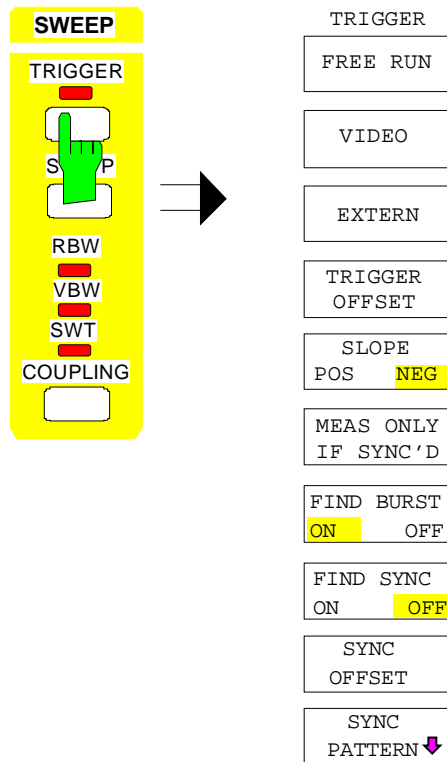 SWEEP
TRIGGER
RBW
VBW
SWT
COUPLING
TRIGGER
FREE RUN
VIDEO
EXTERN
TRIGGER
OFFSET
SLOPE
POS NEG
MEAS ONLY
IF SYNC'D
FIND BURST
ON OFF
FIND SYNC
ON OFF
SYNC
OFFSET
SYNC
PATTERN